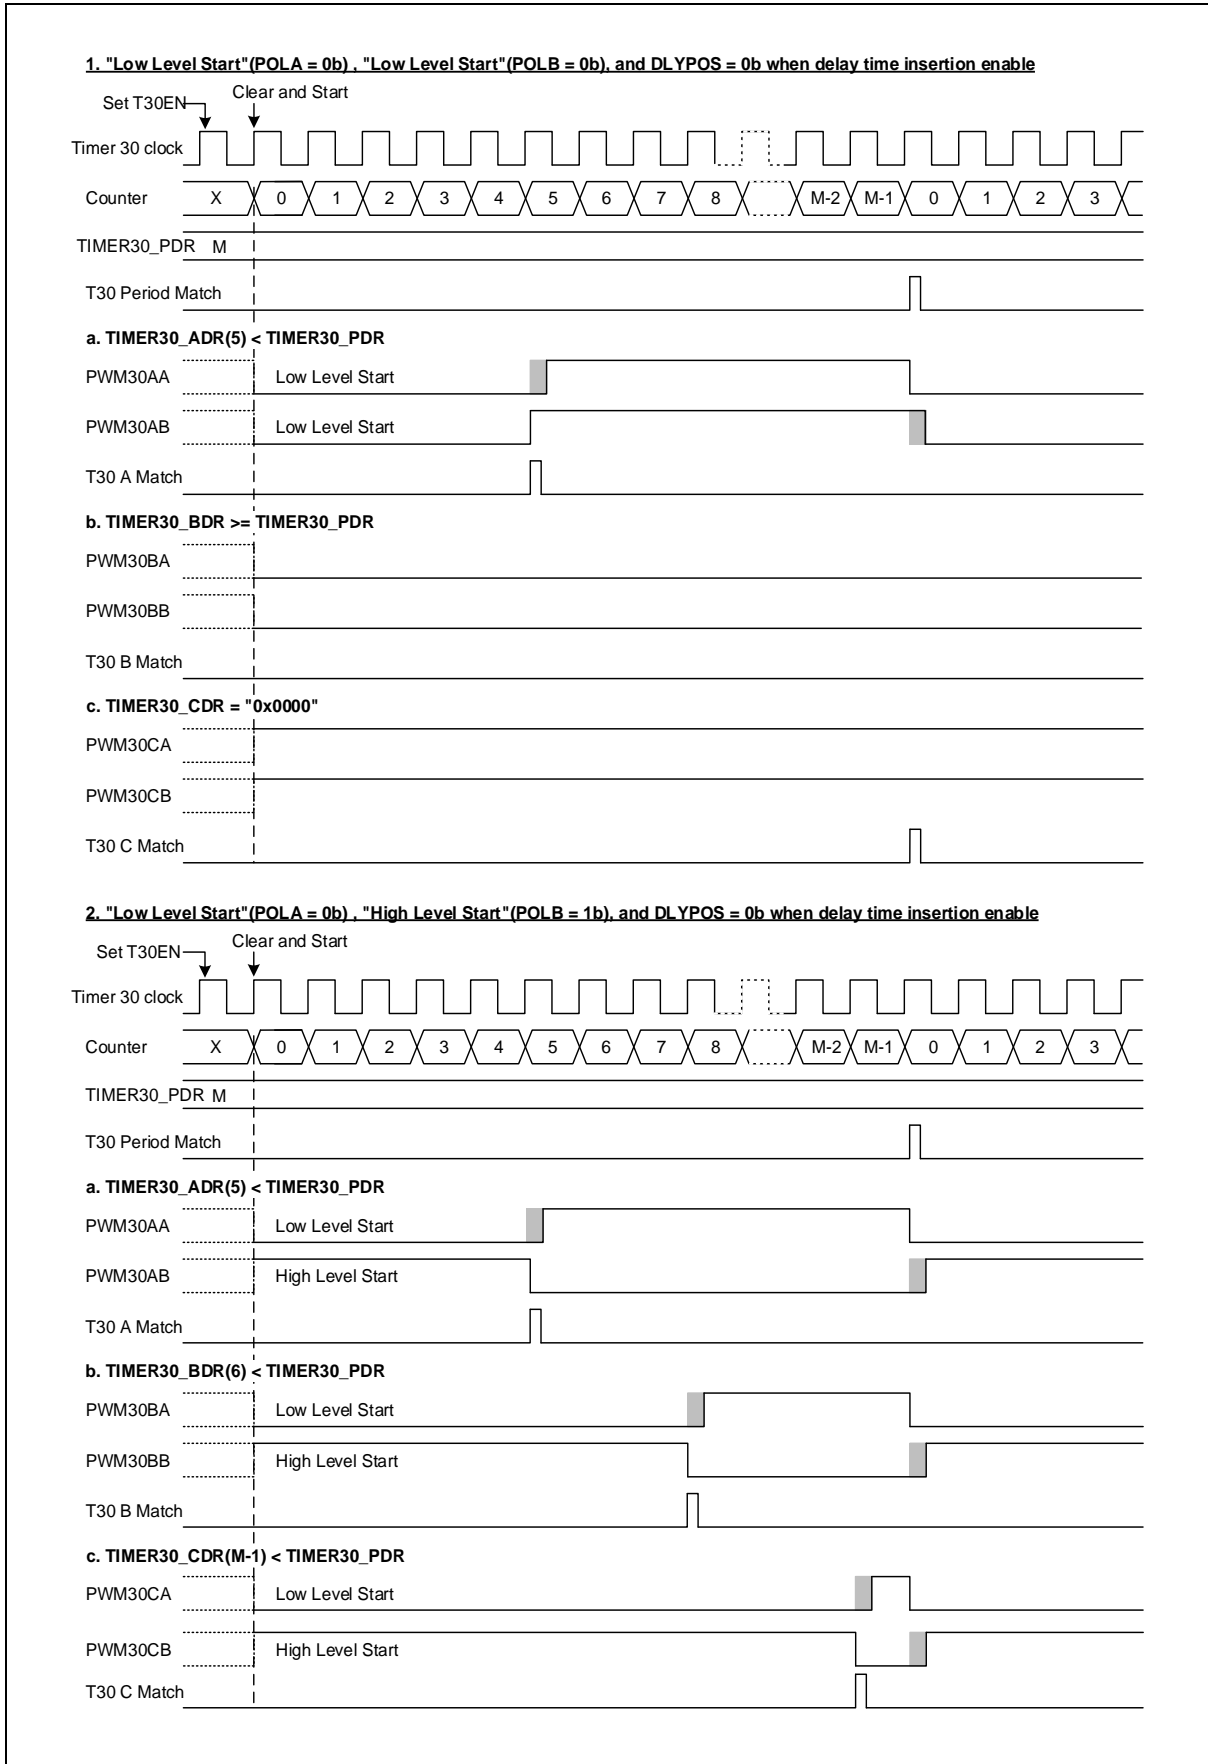 1. "Low Level Start"(POLA = 0b) , "Low Level Start"(POLB = 0b), and DLYPOS = 0b when delay time insertion enable
Set T30EN Clear and Start
Timer 30 clock
Counter X 0 1 2 3 4 5 6 7 8 M-2 M-1 0 1 2 3
TIMER30_PDR M
T30 Period Match
a. TIMER30_ADR(5) < TIMER30_PDR
PWM30AA Low Level Start
PWM30AB Low Level Start
T30 A Match
b. TIMER30_BDR >= TIMER30_PDR
PWM30BA
PWM30BB
T30 B Match
c. TIMER30_CDR = "0x0000"
PWM30CA
PWM30CB
T30 C Match
2. "Low Level Start"(POLA = 0b) , "High Level Start"(POLB = 1b), and DLYPOS = 0b when delay time insertion enable
Set T30EN Clear and Start
Timer 30 clock
Counter X 0 1 2 3 4 5 6 7 8 M-2 M-1 0 1 2 3
TIMER30_PDR M
T30 Period Match
a. TIMER30_ADR(5) < TIMER30_PDR
PWM30AA Low Level Start
PWM30AB High Level Start
T30 A Match
b. TIMER30_BDR(6) < TIMER30_PDR
PWM30BA Low Level Start
PWM30BB High Level Start
T30 B Match
c. TIMER30_CDR(M-1) < TIMER30_PDR
PWM30CA Low Level Start
PWM30CB High Level Start
T30 C Match